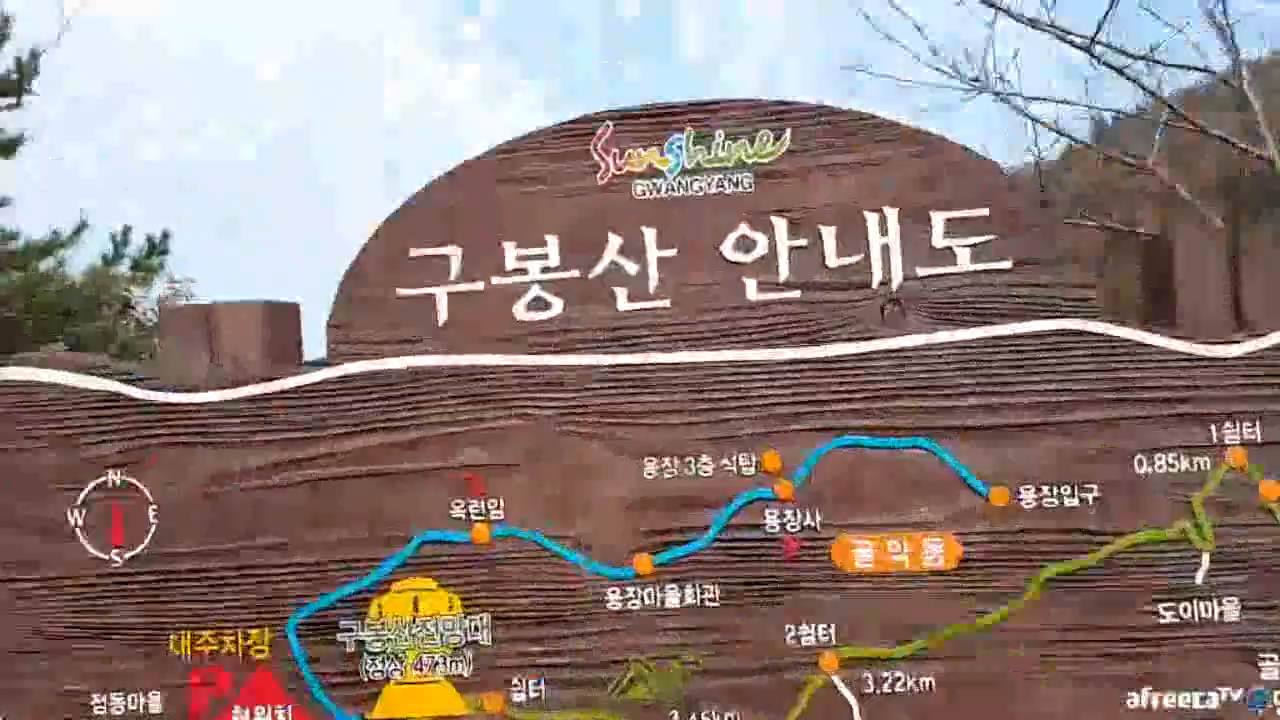 Sunshine
GWANGYANG
구봉산 안내도
1쉼터
0.85km
용장 3층 석탑
용장입구
N
W E
S
옥련암
용장사
골약동
용장마을회관
도이마을
구봉산전망대
(정상 473m)
2쉼터
3.22km
대주차장
점동마을
쉼터
afreecaTV